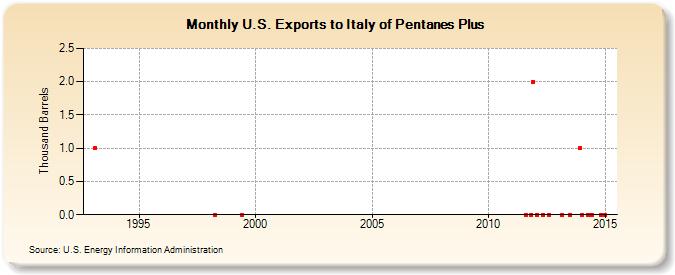 Monthly U.S. Exports to Italy of Pentanes Plus
Thousand Barrels
2.5
2.0
1.5
1.0
0.5
0.0
1995 2000 2005 2010 2015
Source: U.S. Energy Information Administration